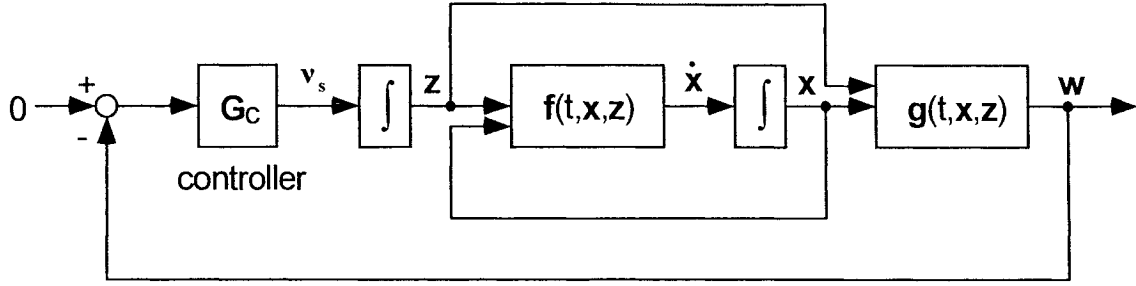 0
+
-
G_C
controller
ν_s
∫
z
f(t,x,z)
ẋ
∫
x
g(t,x,z)
w